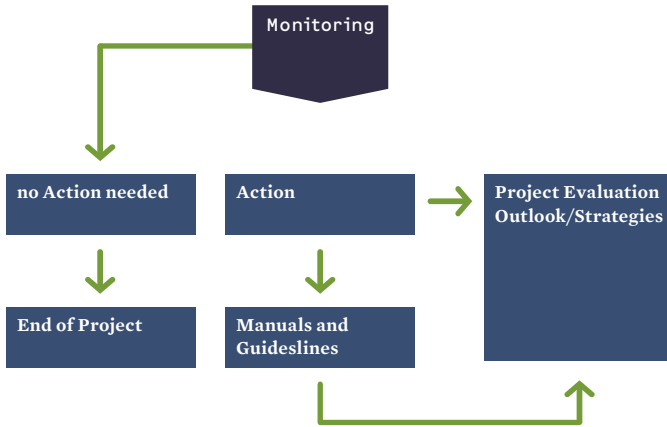 Monitoring
no Action needed
Action
Project Evaluation
Outlook/Strategies
End of Project
Manuals and
Guideslines